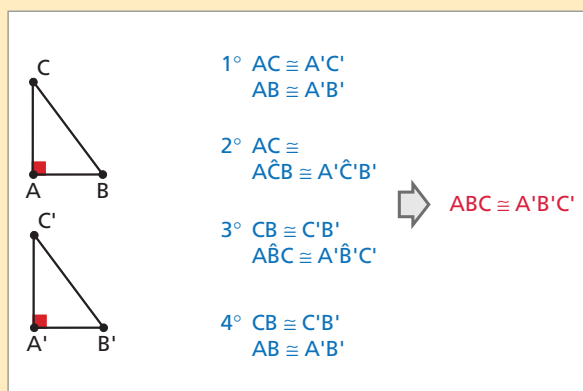 C
A
B
C'
A'
B'
1° AC ≅ A'C'
AB ≅ A'B'
2° AC ≅
AĈB ≅ A'Ĉ'B'
3° CB ≅ C'B'
AB̂C ≅ A'B̂'C'
4° CB ≅ C'B'
AB ≅ A'B'
ABC ≅ A'B'C'